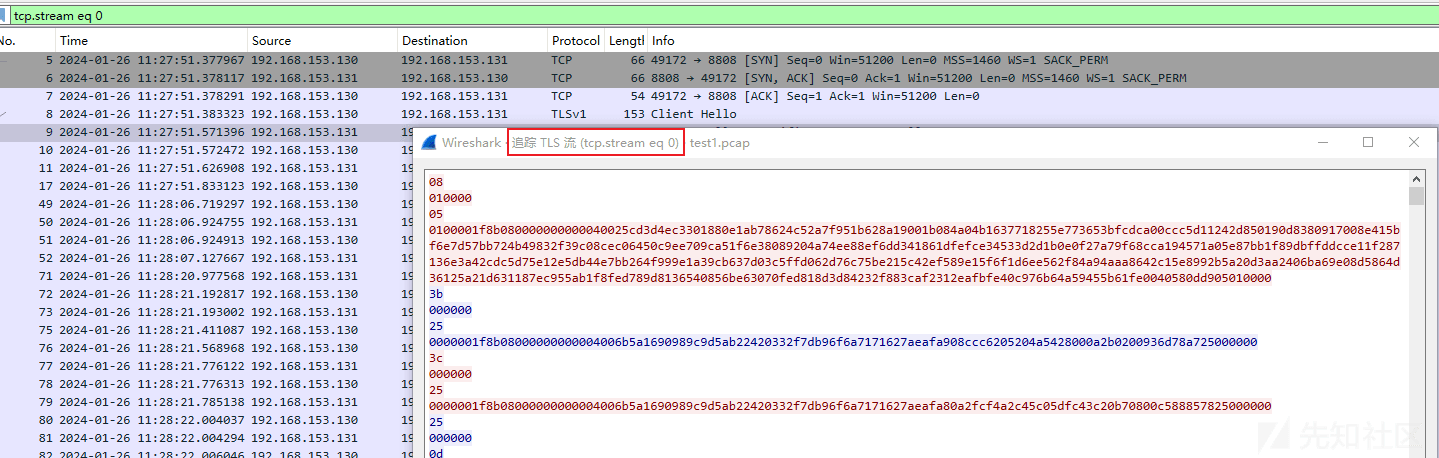 tcp.stream eq 0
No. Time Source Destination Protocol Lengtl Info
5 2024-01-26 11:27:51.377967 192.168.153.130 192.168.153.131 TCP 66 49172 → 8808 [SYN] Seq=0 Win=51200 Len=0 MSS=1460 WS=1 SACK_PERM
6 2024-01-26 11:27:51.378117 192.168.153.131 192.168.153.130 TCP 66 8808 → 49172 [SYN, ACK] Seq=0 Ack=1 Win=51200 Len=0 MSS=1460 WS=1 SACK_PERM
7 2024-01-26 11:27:51.378291 192.168.153.130 192.168.153.131 TCP 54 49172 → 8808 [ACK] Seq=1 Ack=1 Win=51200 Len=0
8 2024-01-26 11:27:51.383323 192.168.153.130 192.168.153.131 TLSv1 153 Client Hello
9 2024-01-26 11:27:51.571396 192.168.153.131 19
10 2024-01-26 11:27:51.572472 192.168.153.130 19
11 2024-01-26 11:27:51.626908 192.168.153.131 19
17 2024-01-26 11:27:51.833123 192.168.153.130 19
49 2024-01-26 11:28:06.719297 192.168.153.130 19
50 2024-01-26 11:28:06.924755 192.168.153.131 19
51 2024-01-26 11:28:06.924913 192.168.153.130 19
52 2024-01-26 11:28:07.127667 192.168.153.131 19
71 2024-01-26 11:28:20.977568 192.168.153.131 19
72 2024-01-26 11:28:21.192817 192.168.153.130 19
73 2024-01-26 11:28:21.193002 192.168.153.131 19
75 2024-01-26 11:28:21.411087 192.168.153.130 19
76 2024-01-26 11:28:21.568968 192.168.153.130 19
77 2024-01-26 11:28:21.776122 192.168.153.131 19
78 2024-01-26 11:28:21.776313 192.168.153.130 19
79 2024-01-26 11:28:21.785138 192.168.153.131 19
80 2024-01-26 11:28:22.004037 192.168.153.130 19
81 2024-01-26 11:28:22.004294 192.168.153.131 19
82 2024-01-26 11:28:22.006046 192.168.153.131 19
Wireshark · 追踪 TLS 流 (tcp.stream eq 0) · test1.pcap
08
010000
05
0100001f8b080000000000040025cd3d4ec3301880e1ab78624c52a7f951b628a19001b084a04b1637718255e773653bfcdca00ccc5d11242d850190d8380917008e415b
f6e7d57bb724b49832f39c08cec06450c9ee709ca51f6e38089204a74ee88ef6dd341861dfefce34533d2d1b0e0f27a79f68cca194571a05e87bb1f89dbffddcce11f287
136e3a42cdc5d75e12e5db44e7bb264f999e1a39cb637d03c5ffd062d76c75be215c42ef589e15f6f1d6ee562f84a94aaa8642c15e8992b5a20d3aa2406ba69e08d5864d
36125a21d631187ec955ab1f8fed789d8136540856be63070fed818d3d84232f883caf2312eafbfe40c976b64a59455b61fe0040580dd905010000
3b
000000
25
0000001f8b08000000000004006b5a1690989c9d5ab22420332f7db96f6a7171627aeafa908ccc6205204a5428000a2b0200936d78a725000000
3c
000000
25
0000001f8b08000000000004006b5a1690989c9d5ab22420332f7db96f6a7171627aeafa80a2fcf4a2c45c05dfc43c20b70800c588857825000000
25
000000
0d
先知社区